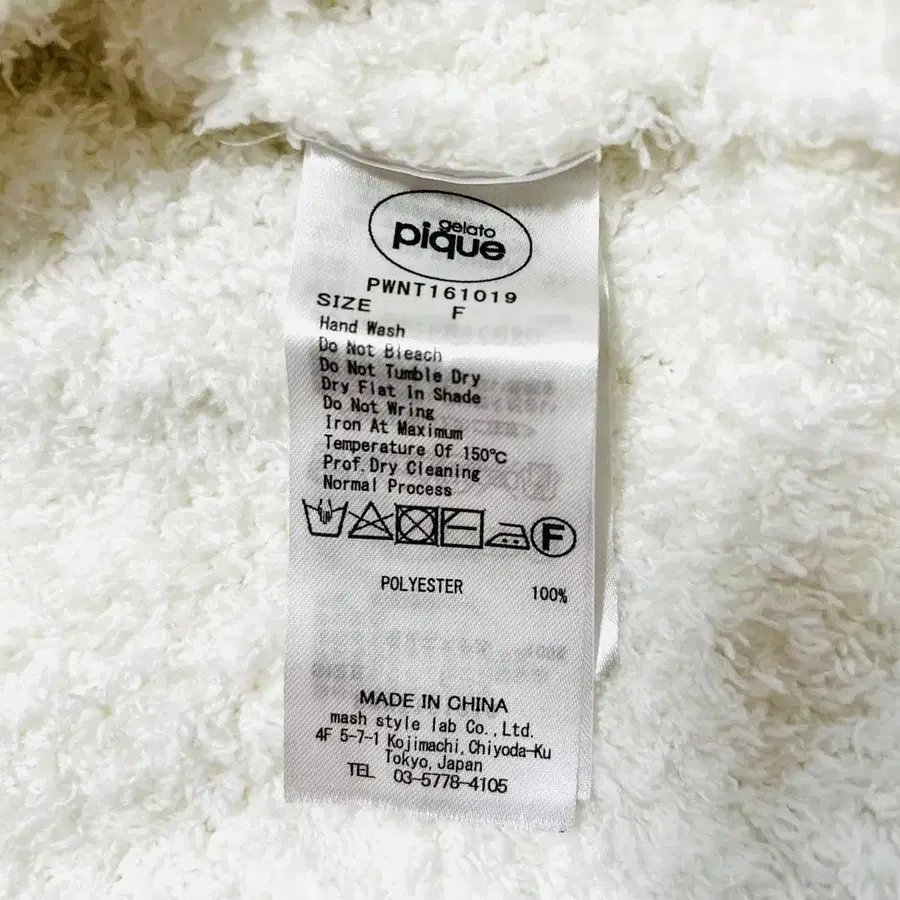 gelato
pique
PWNT161019
SIZE F
Hand Wash
Do Not Bleach
Do Not Tumble Dry
Dry Flat In Shade
Do Not Wring
Iron At Maximum
Temperature Of 150℃
Prof.Dry Cleaning
Normal Process
F
POLYESTER 100%
MADE IN CHINA
mash style lab Co.,Ltd.
4F 5-7-1 Kojimachi,Chiyoda-Ku
Tokyo,Japan
TEL 03-5778-4105